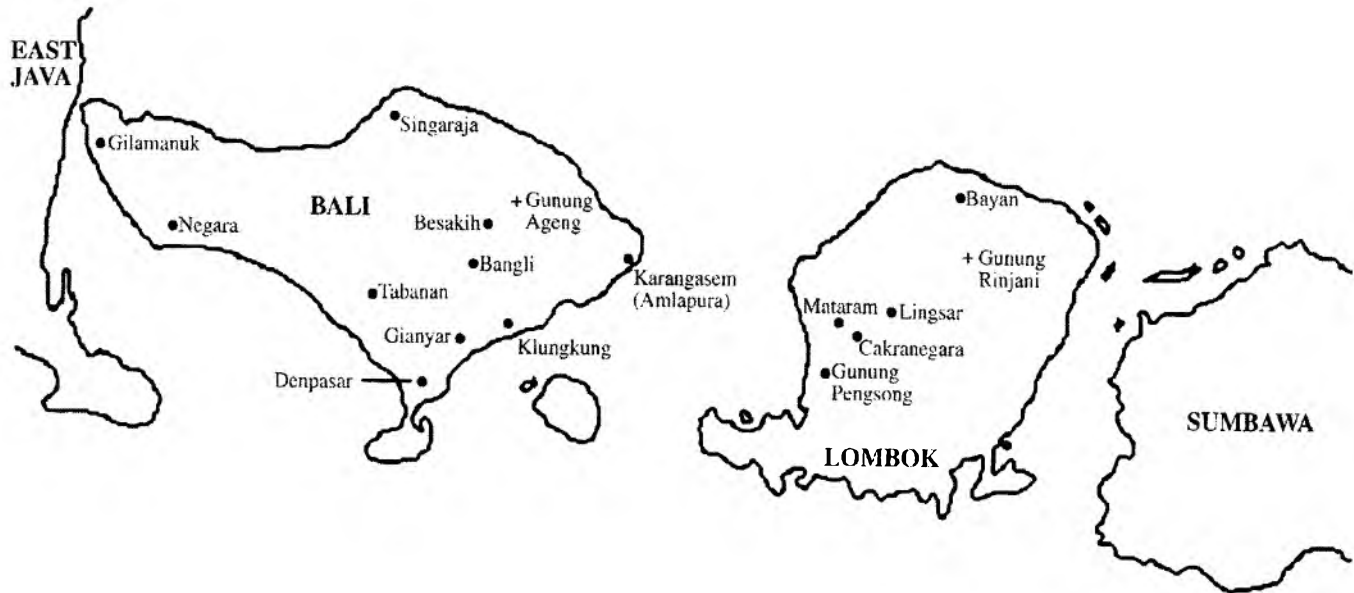 EAST
JAVA
Gilamanuk
Singaraja
BALI
Negara
Besakih
Gunung
Ageng
Bangli
Karangasem
(Amlapura)
Tabanan
Gianyar
Klungkung
Denpasar
Bayan
Gunung
Rinjani
Mataram
Lingsar
Cakranegara
Gunung
Pengsong
LOMBOK
SUMBAWA